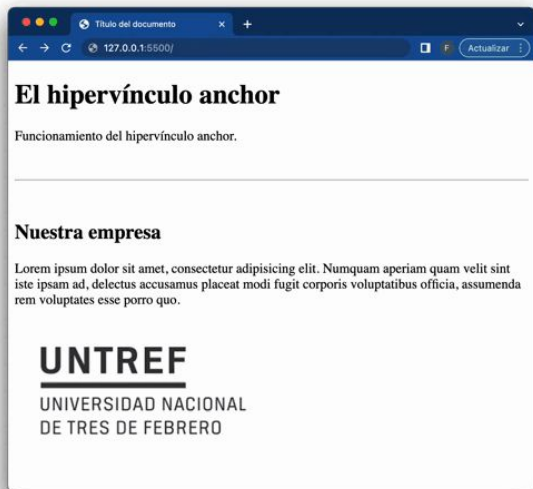 Título del documento
127.0.0.1:5500/
F
Actualizar
El hipervínculo anchor
Funcionamiento del hipervínculo anchor.
Nuestra empresa
Lorem ipsum dolor sit amet, consectetur adipisicing elit. Numquam aperiam quam velit sint
iste ipsam ad, delectus accusamus placeat modi fugit corporis voluptatibus officia, assumenda
rem voluptates esse porro quo.
UNTREF
UNIVERSIDAD NACIONAL
DE TRES DE FEBRERO